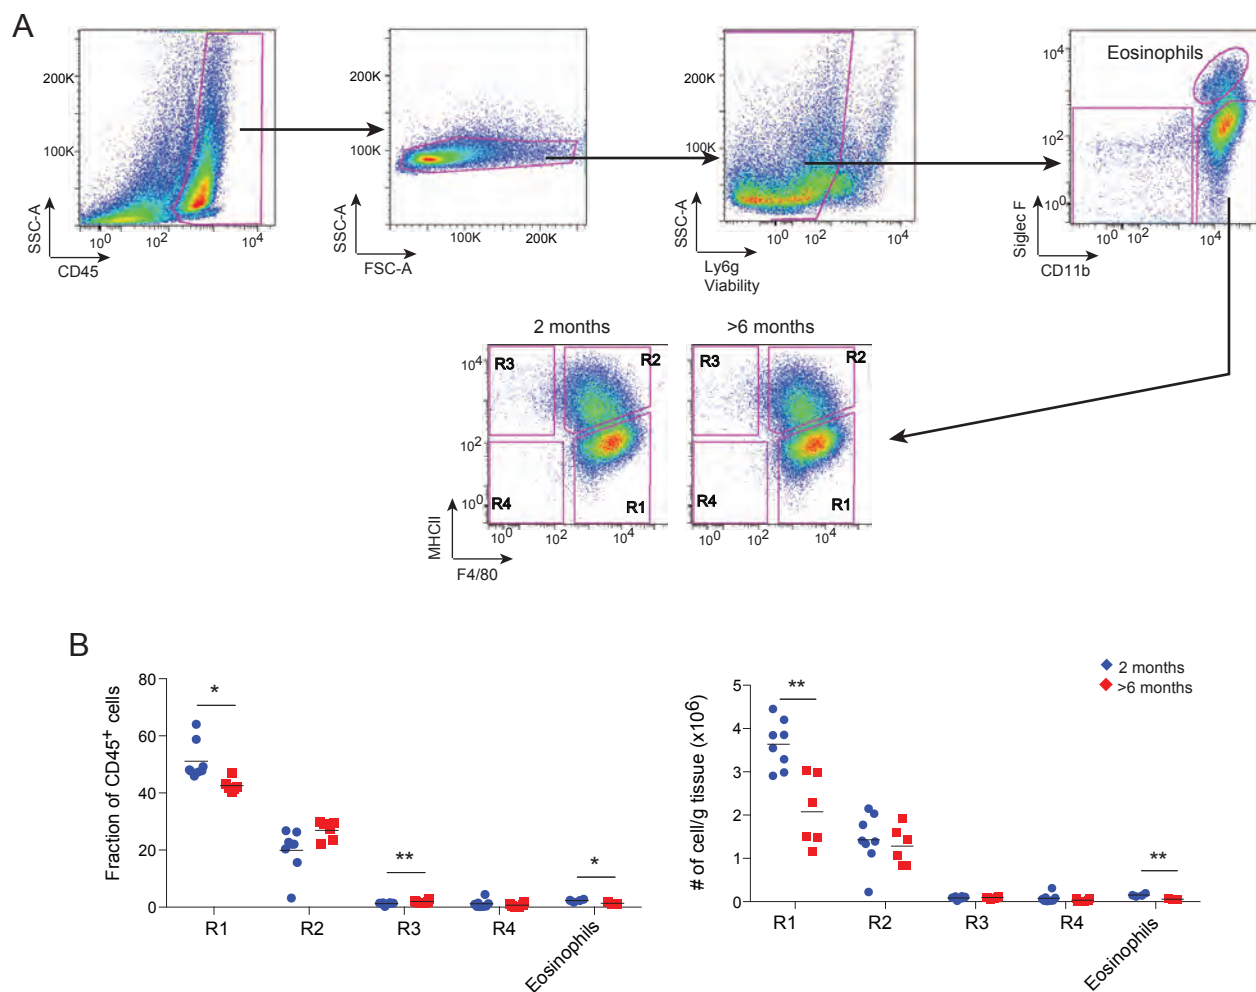 A
200K
100K
SSC-A
10^0
10^2
10^4
CD45
200K
100K
SSC-A
100K
200K
FSC-A
200K
100K
SSC-A
10^0
10^2
10^4
Ly6g
Viability
Eosinophils
10^4
10^2
10^0
Siglec F
10^0
10^2
10^4
CD11b
2 months
>6 months
R3
R2
R4
R1
R3
R2
R4
R1
10^4
10^2
10^0
MHCII
10^0
10^2
10^4
10^0
10^2
10^4
F4/80
B
Fraction of CD45+ cells
80
60
40
20
0
*
**
*
R1
R2
R3
R4
Eosinophils
# of cell/g tissue (x10^6)
5
4
3
2
1
0
**
**
R1
R2
R3
R4
Eosinophils
2 months
>6 months